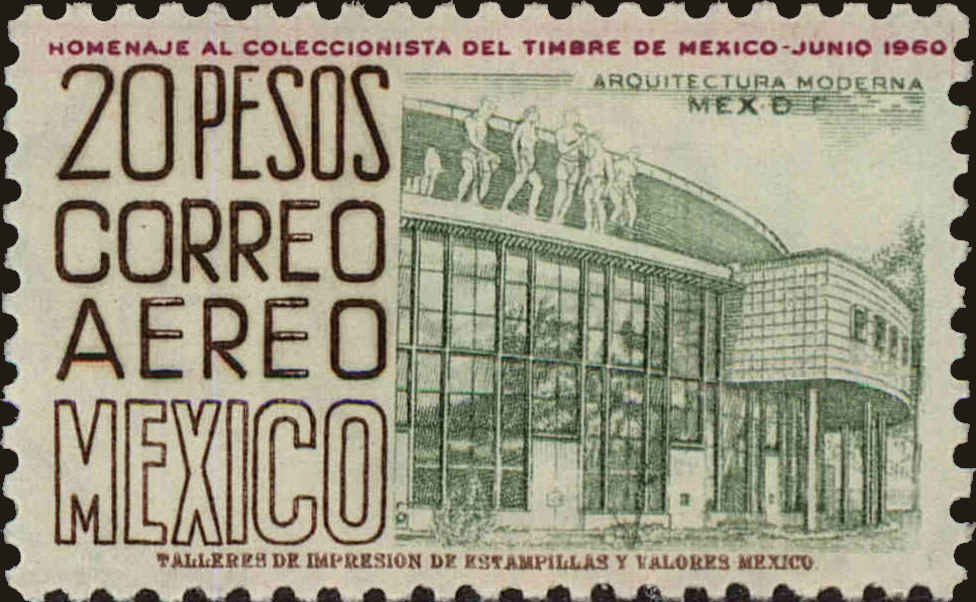 HOMENAJE AL COLECCIONISTA DEL TIMBRE DE MEXICO-JUNIO 1960
20 PESOS
CORREO
AEREO
MEXICO
ARQUITECTURA MODERNA
MEX D F
TALLERES DE IMPRESION DE ESTAMPILLAS Y VALORES MEXICO.